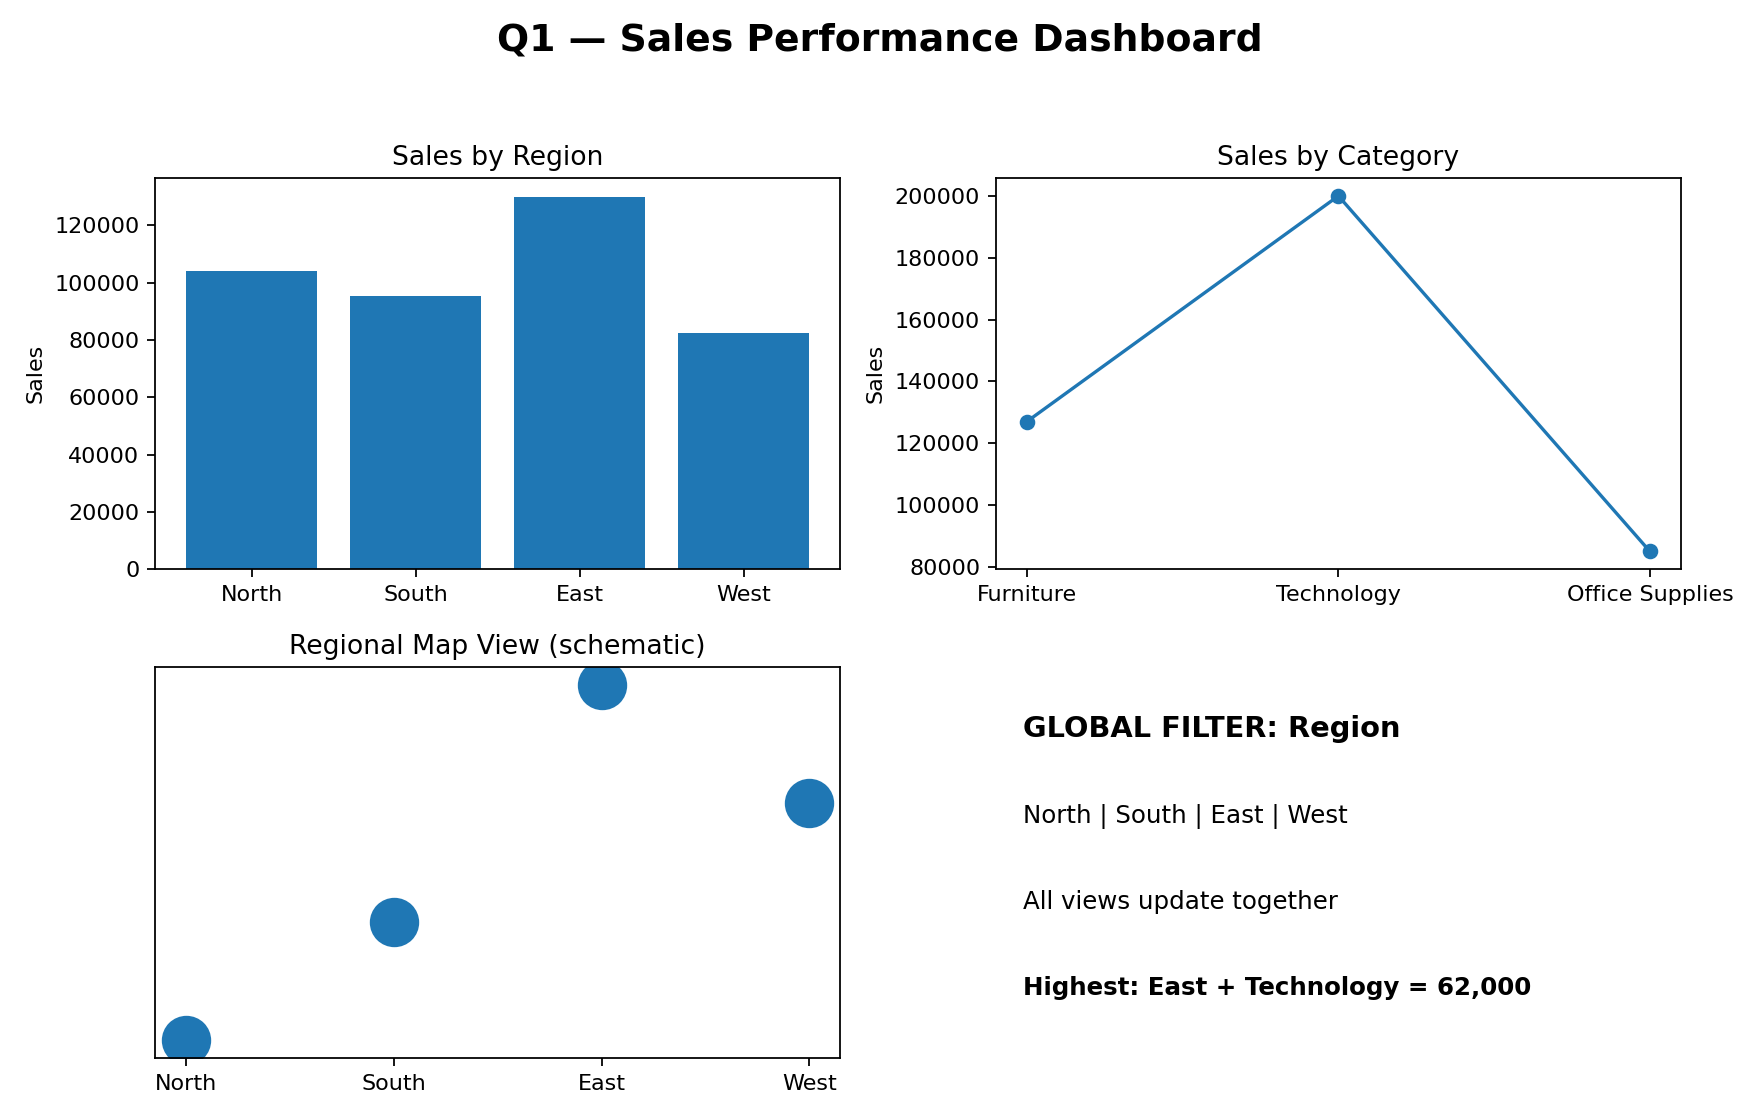 Q1 — Sales Performance Dashboard
Sales by Region
Sales
120000
100000
80000
60000
40000
20000
0
North South East West
Sales by Category
Sales
200000
180000
160000
140000
120000
100000
80000
Furniture Technology Office Supplies
Regional Map View (schematic)
North South East West
GLOBAL FILTER: Region
North | South | East | West
All views update together
Highest: East + Technology = 62,000